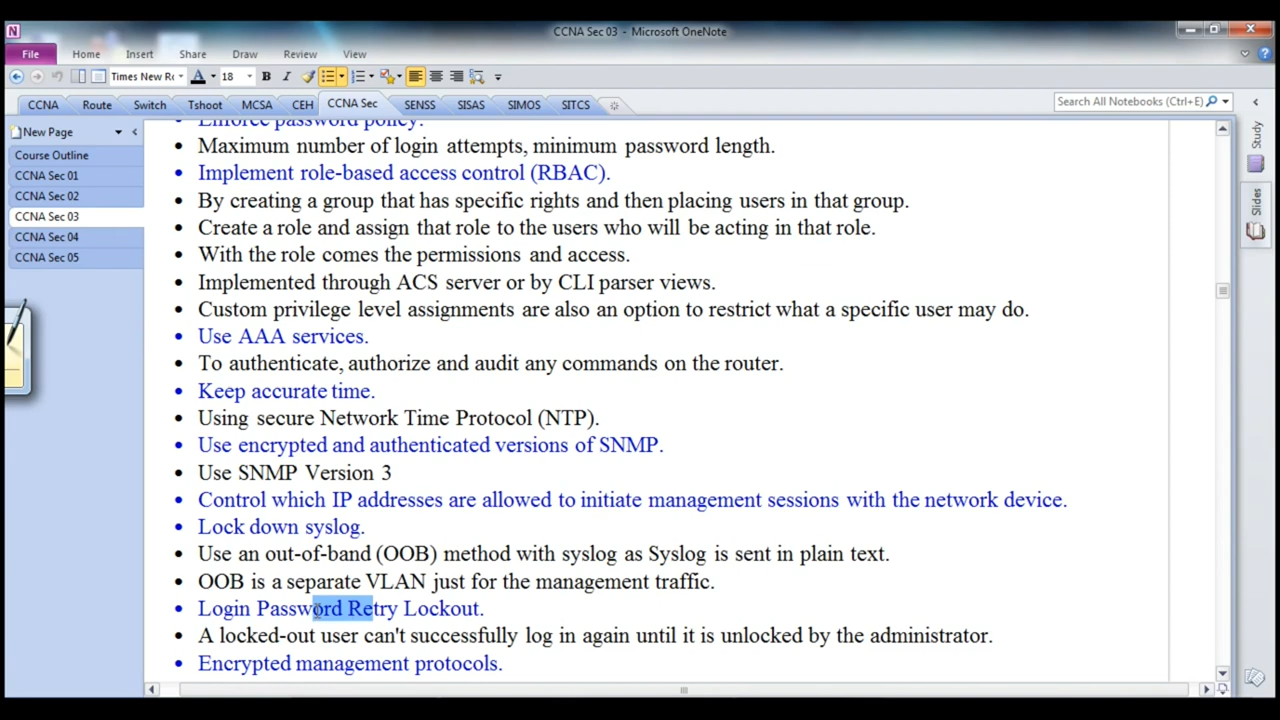 CCNA Sec 03 - Microsoft OneNote
File Home Insert Share Draw Review View
Times New Ro 18 B I
CCNA Route Switch Tshoot MCSA CEH CCNA Sec SENSS SISAS SIMOS SITCS Search All Notebooks (Ctrl+E)
New Page
Course Outline
CCNA Sec 01
CCNA Sec 02
CCNA Sec 03
CCNA Sec 04
CCNA Sec 05
Enforce password policy.
• Maximum number of login attempts, minimum password length.
• Implement role-based access control (RBAC).
• By creating a group that has specific rights and then placing users in that group.
• Create a role and assign that role to the users who will be acting in that role.
• With the role comes the permissions and access.
• Implemented through ACS server or by CLI parser views.
• Custom privilege level assignments are also an option to restrict what a specific user may do.
• Use AAA services.
• To authenticate, authorize and audit any commands on the router.
• Keep accurate time.
• Using secure Network Time Protocol (NTP).
• Use encrypted and authenticated versions of SNMP.
• Use SNMP Version 3
• Control which IP addresses are allowed to initiate management sessions with the network device.
• Lock down syslog.
• Use an out-of-band (OOB) method with syslog as Syslog is sent in plain text.
• OOB is a separate VLAN just for the management traffic.
• Login Password Retry Lockout.
• A locked-out user can't successfully log in again until it is unlocked by the administrator.
• Encrypted management protocols.
Study
Slides